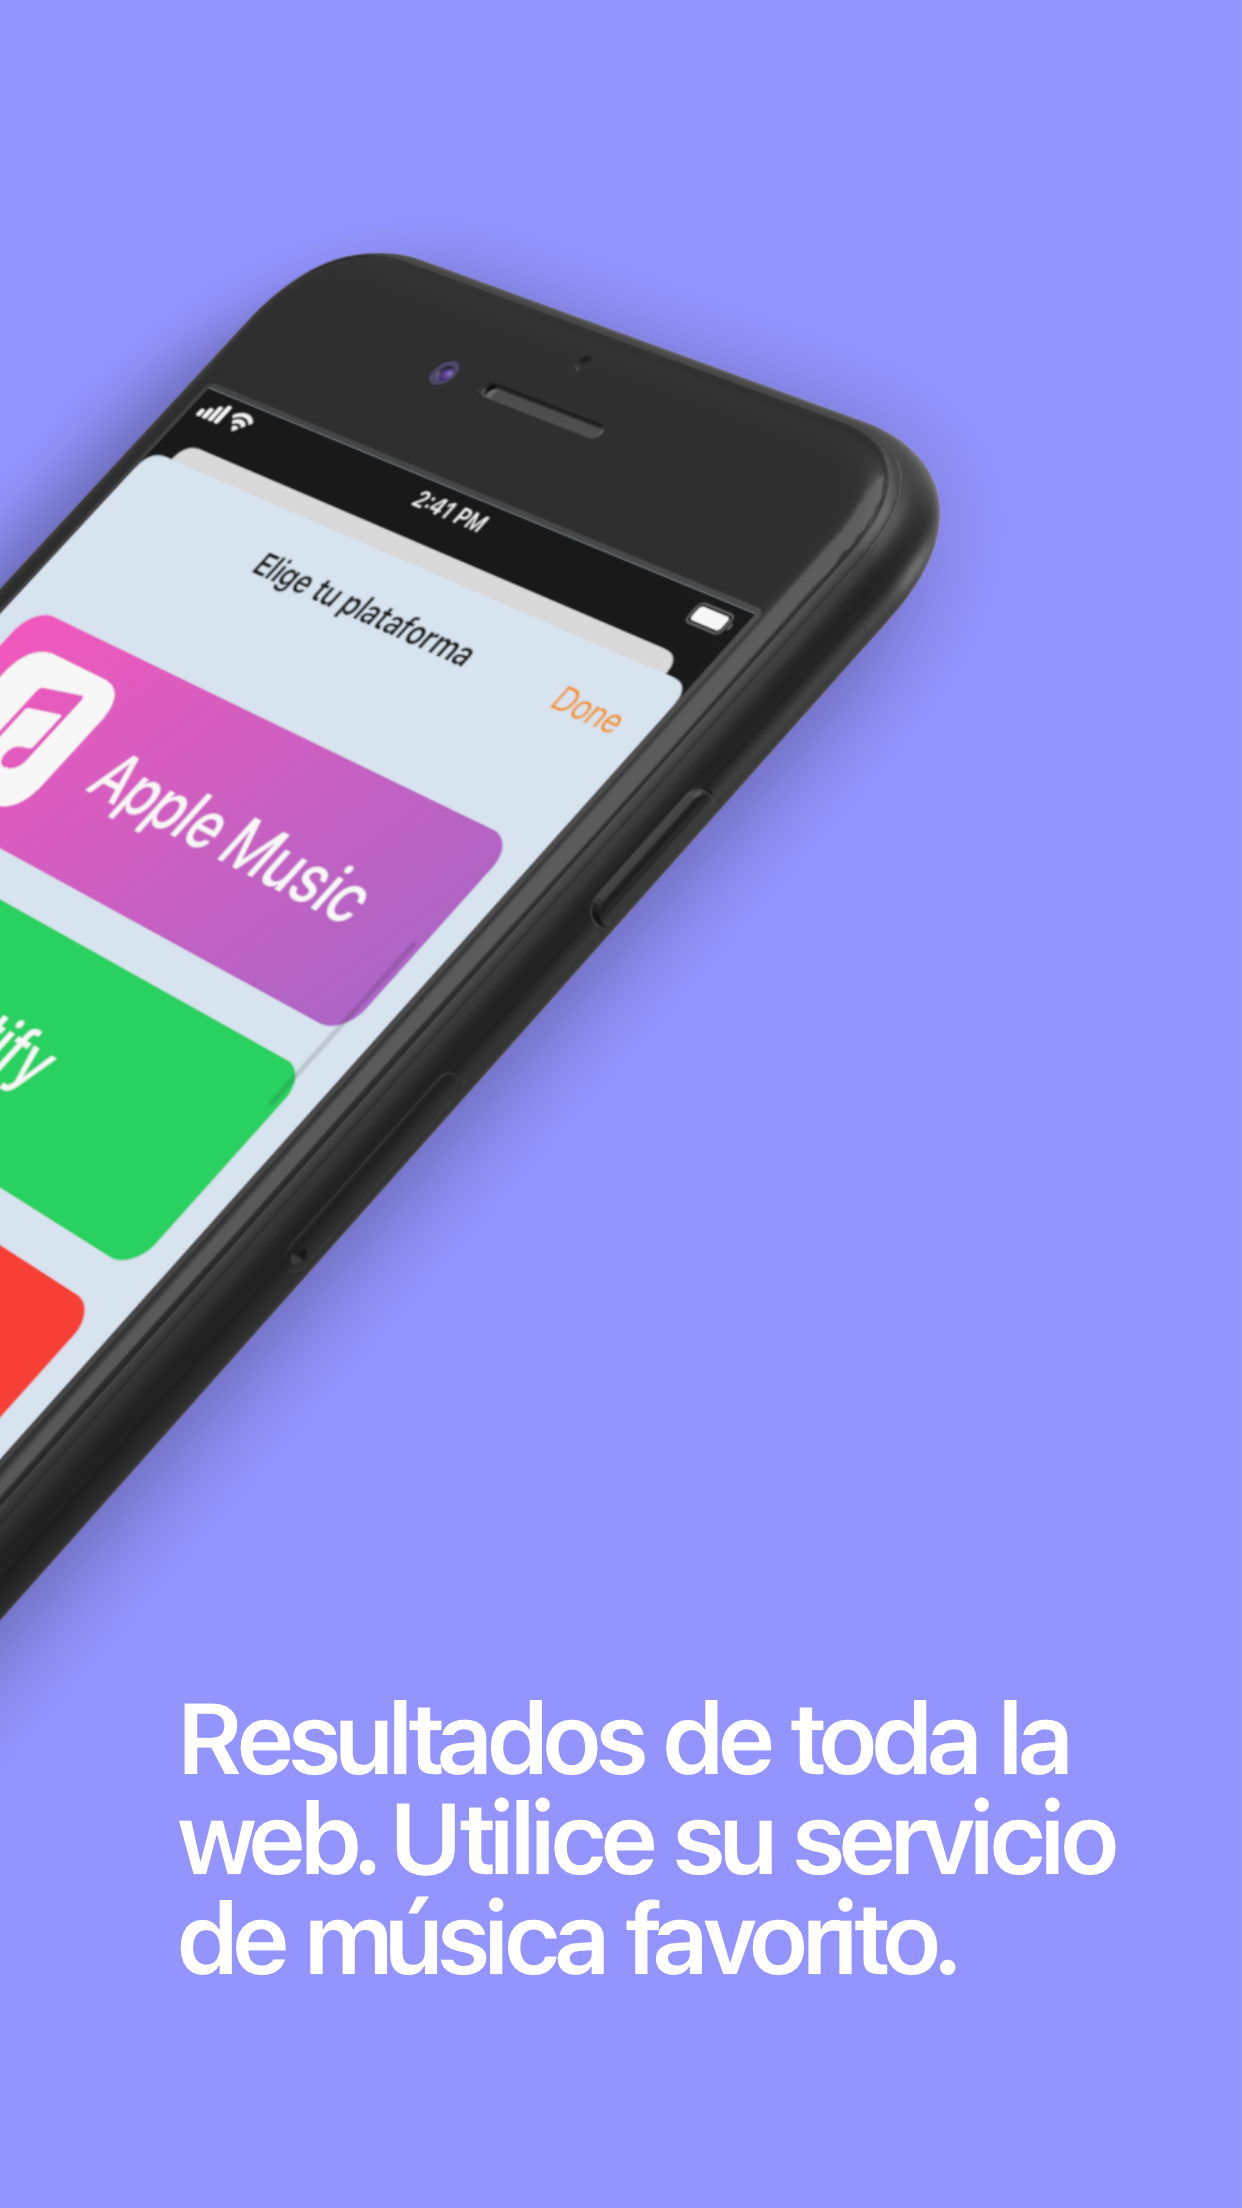 2:41 PM
Elige tu plataforma
Done
Apple Music
Resultados de toda la
web. Utilice su servicio
de música favorito.